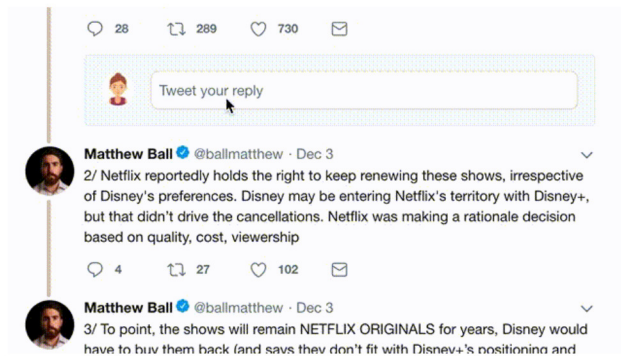 28 289 730
Tweet your reply
Matthew Ball @ballmatthew · Dec 3
2/ Netflix reportedly holds the right to keep renewing these shows, irrespective
of Disney's preferences. Disney may be entering Netflix's territory with Disney+,
but that didn't drive the cancellations. Netflix was making a rationale decision
based on quality, cost, viewership
4 27 102
Matthew Ball @ballmatthew · Dec 3
3/ To point, the shows will remain NETFLIX ORIGINALS for years, Disney would
have to buy them back (and says they don't fit with Disney+'s positioning and